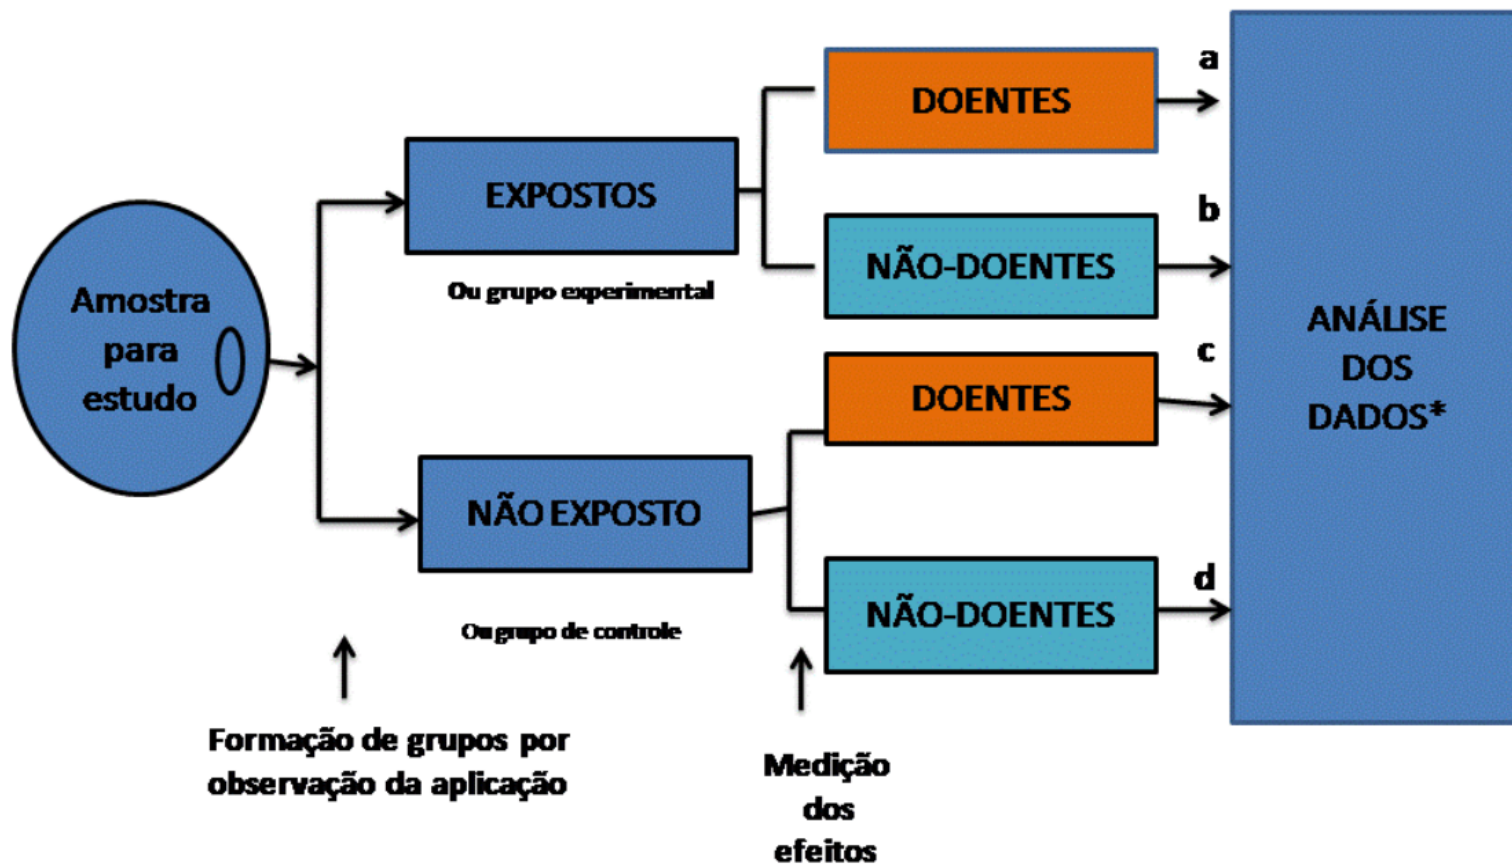 Amostra
para
estudo
EXPOSTOS
Ou grupo experimental
NÃO EXPOSTO
Ou grupo de controle
DOENTES
a
NÃO-DOENTES
b
DOENTES
c
NÃO-DOENTES
d
ANÁLISE
DOS
DADOS*
Formação de grupos por
observação da aplicação
Medição
dos
efeitos